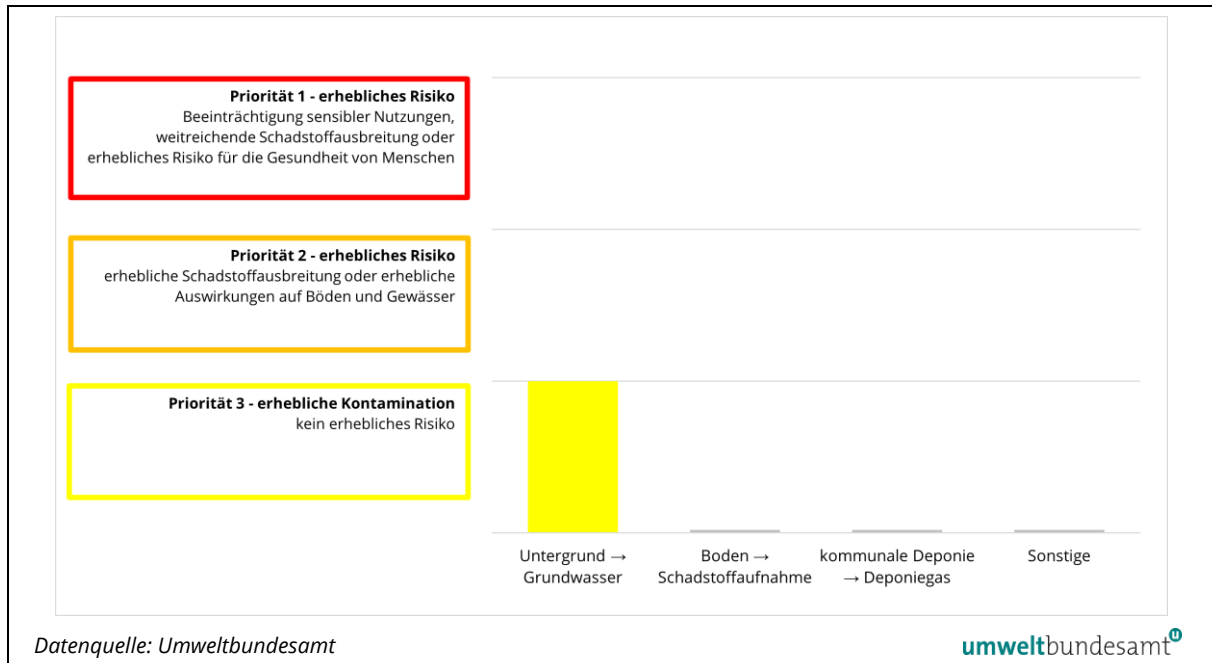 Priorität 1 - erhebliches Risiko
Beeinträchtigung sensibler Nutzungen,
weitreichende Schadstoffausbreitung oder
erhebliches Risiko für die Gesundheit von Menschen
Priorität 2 - erhebliches Risiko
erhebliche Schadstoffausbreitung oder erhebliche
Auswirkungen auf Böden und Gewässer
Priorität 3 - erhebliche Kontamination
kein erhebliches Risiko
Untergrund →
Grundwasser
Boden →
Schadstoffaufnahme
kommunale Deponie
→ Deponiegas
Sonstige
Datenquelle: Umweltbundesamt
umweltbundesamt
u